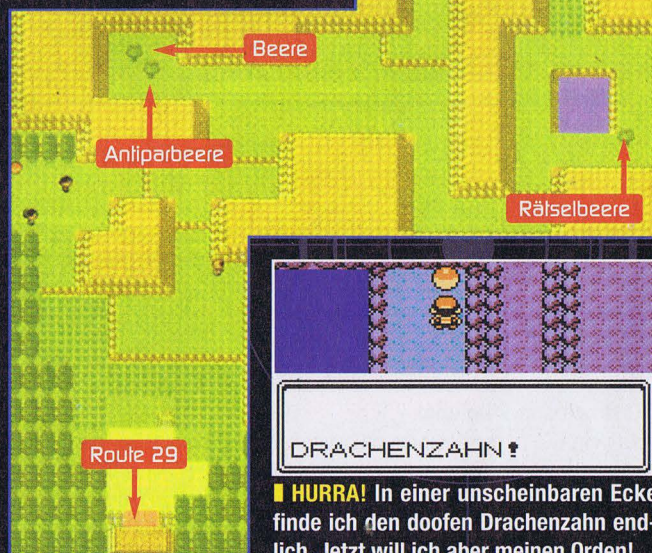 Beere
Antiparbeere
Rätselbeere
Route 29
DRACHENZAHN!
HURRA! In einer unscheinbaren Ecke
finde ich den doofen Drachenzahn end-
lich. Jetzt will ich aber meinen Orden!